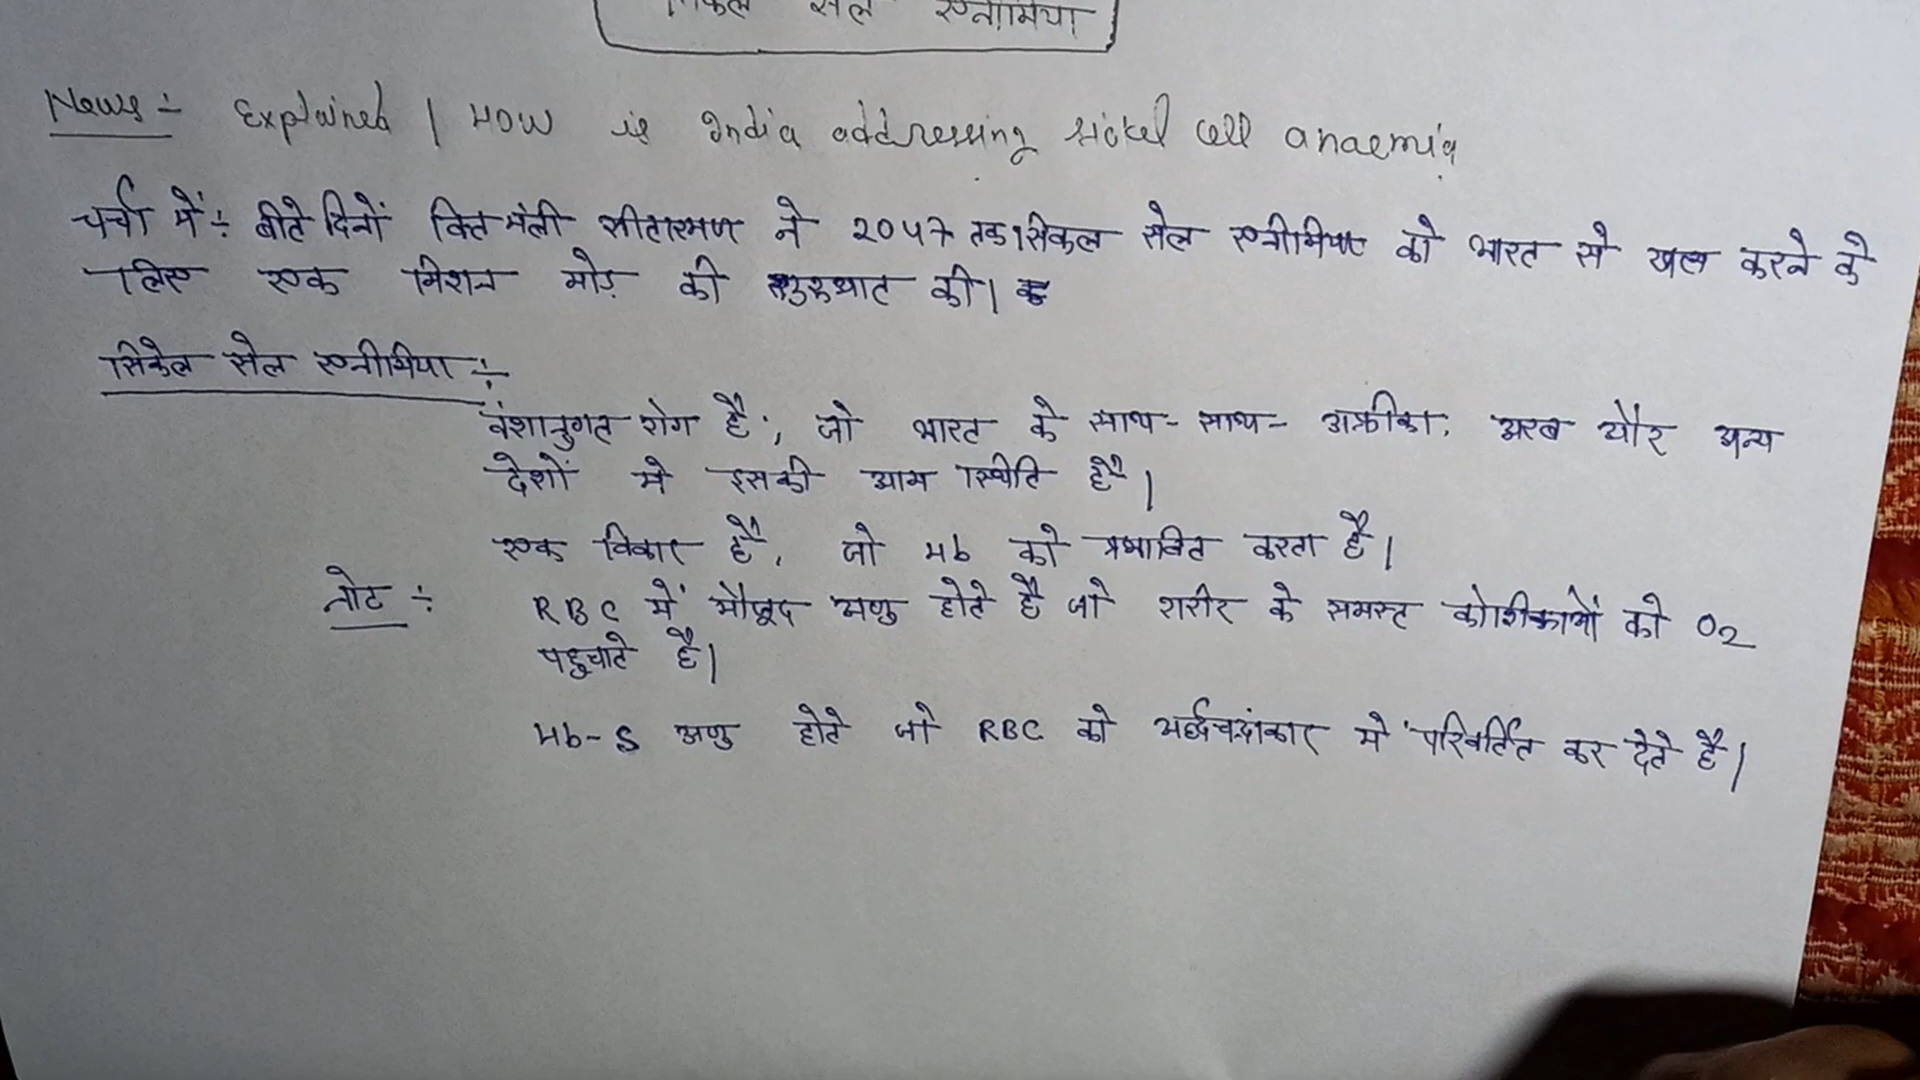 सिकल सेल एनीमिया
News:- Explained | How is India addressing sickel cell anaemia
चर्चा में:- बीते दिनों वित मंत्री सीतारमण ने 2047 तक सिकल सेल एनीमिया को भारत से खत्म करने के
लिए एक मिशन मोड़ की शुरुआत की।
सिकेल सेल एनीमिया:-
वंशानुगत रोग है, जो भारत के साथ-साथ- अफ्रीका, अरब और अन्य
देशों मे इसकी आम स्थिति है।
एक विकार है, जो Hb को प्रभावित करता है।
नोट:- RBC में मौजूद अणु होते है जो शरीर के समस्त कोशिकाओं को O2
पहुचाते है।
Hb-S अणु होते जो RBC को अर्द्धचद्रांकार मे परिवर्तित कर देते है।